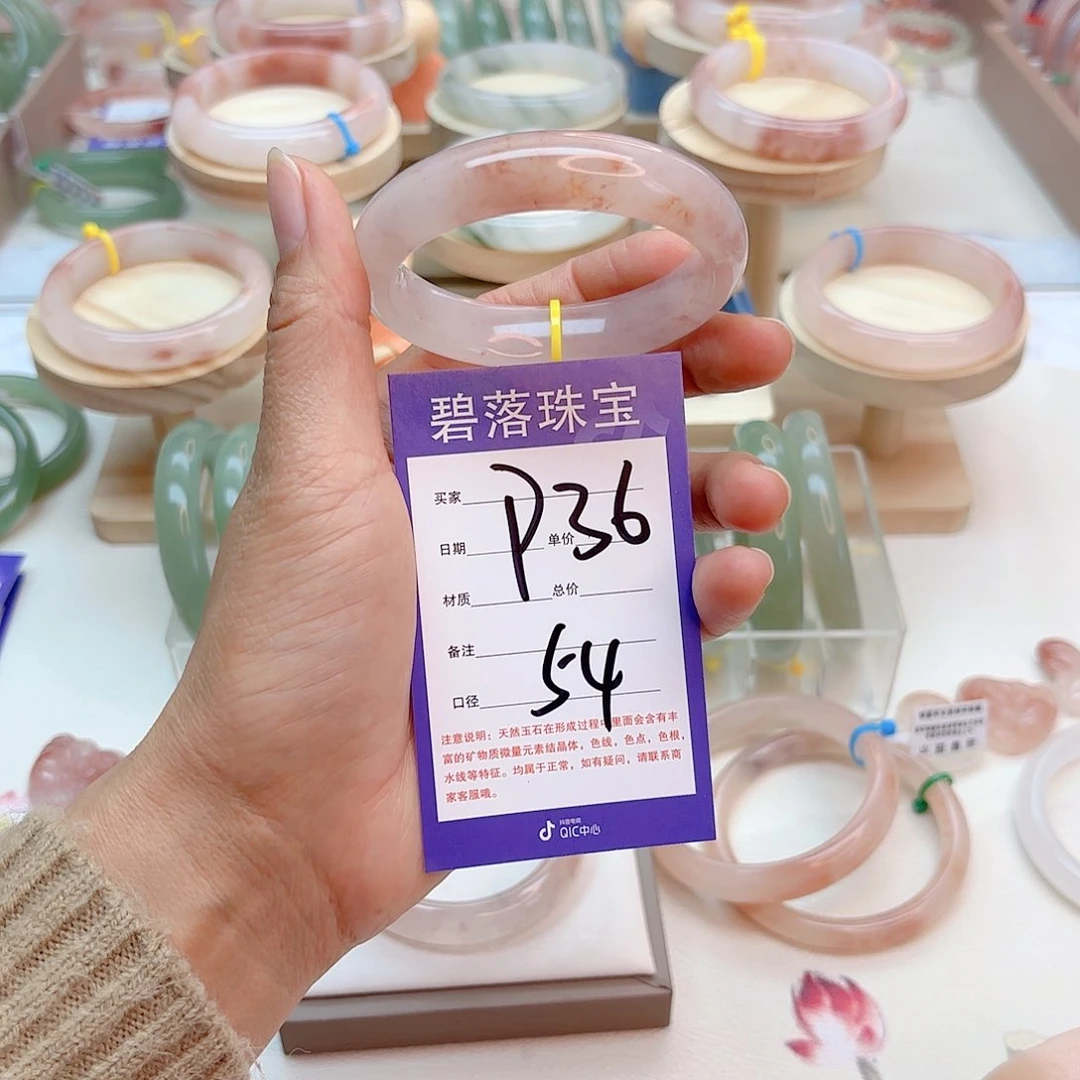 碧落珠宝
买家
P36
日期 单价
材质 总价
备注
54
口径
注意说明：天然玉石在形成过程中里面会含有丰
富的矿物质微量元素结晶体，色线，色点，色根，
水线等特征。均属于正常，如有疑问，请联系商
家客服哦。
抖音电商
QIC中心